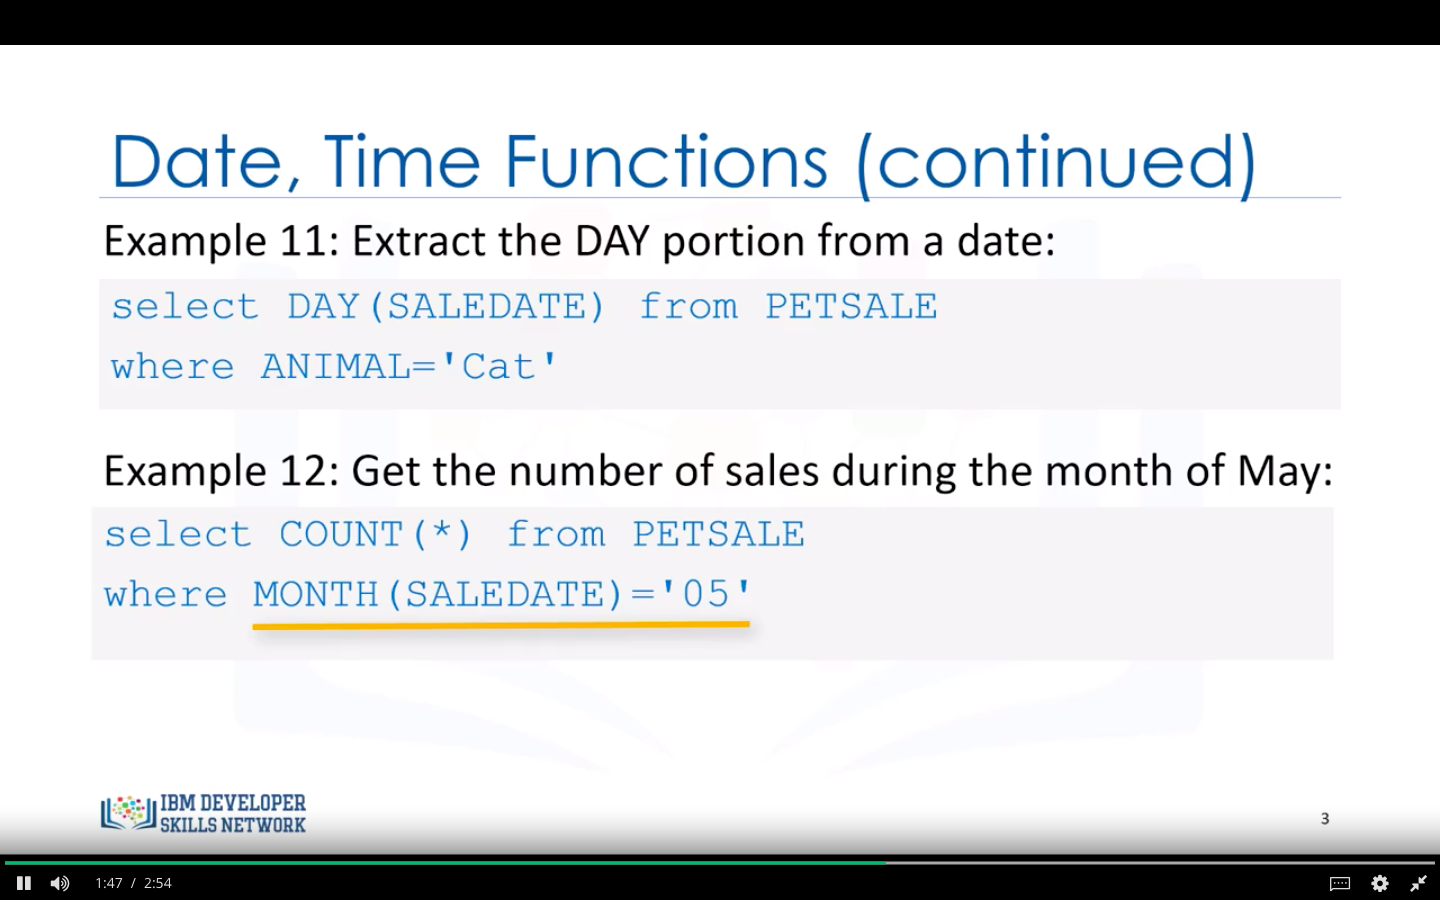 Date, Time Functions (continued)
Example 11: Extract the DAY portion from a date:
select DAY(SALEDATE) from PETSALE
where ANIMAL='Cat'
Example 12: Get the number of sales during the month of May:
select COUNT(*) from PETSALE
where MONTH(SALEDATE)='05'
IBM DEVELOPER
SKILLS NETWORK
3
1:47 / 2:54